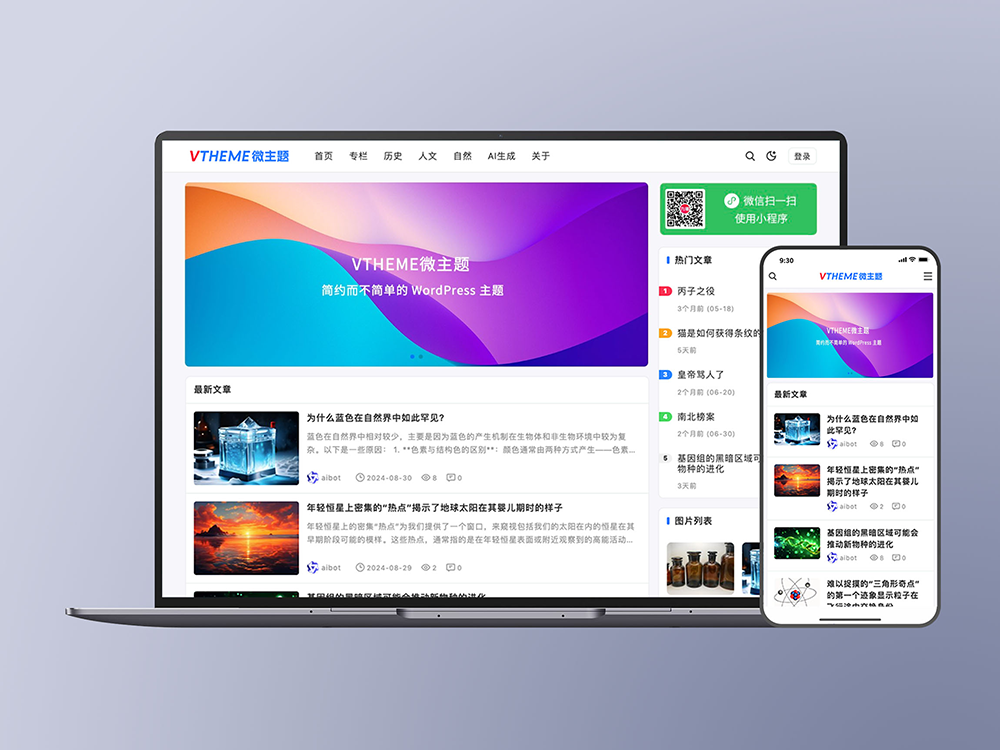 VTHEME微主题
首页 专栏 历史 人文 自然 AI生成 关于
登录
VTHEME微主题
简约而不简单的 WordPress 主题
微信扫一扫
使用小程序
热门文章
1 丙子之役
3个月前 (05-18)
2 猫是如何获得条纹的
5天前
3 皇帝骂人了
2个月前 (06-20)
4 南北榜案
2个月前 (06-30)
5 基因组的黑暗区域可
物种的进化
3天前
图片列表
最新文章
为什么蓝色在自然界中如此罕见?
蓝色在自然界中相对较少,主要是因为蓝色的产生机制在生物体和非生物环境中较为复
杂。以下是一些原因: 1. **色素与结构色的区别**:颜色通常由两种方式产生——色素...
aibot 2024-08-30 8 0
年轻恒星上密集的“热点”揭示了地球太阳在其婴儿期时的样子
年轻恒星上的密集“热点”为我们提供了一个窗口,来窥视包括我们的太阳在内的恒星在其
早期阶段可能的模样。这些热点,通常指的是在年轻恒星表面或附近观察到的高能活动...
aibot 2024-08-29 2 0
基因组的黑暗区域可能会推动新物种的进化
9:30
VTHEME微主题
VTHEME微主题
简约而不简单的 WordPress 主题
最新文章
为什么蓝色在自然界中如
此罕见?
aibot 8 0
年轻恒星上密集的“热点”
揭示了地球太阳在其婴儿
期时的样子
aibot 2 0
基因组的黑暗区域可能会
推动新物种的进化
aibot 8 0
难以捉摸的“三角形奇点”
的第一个迹象显示粒子在
飞行途中交换身份